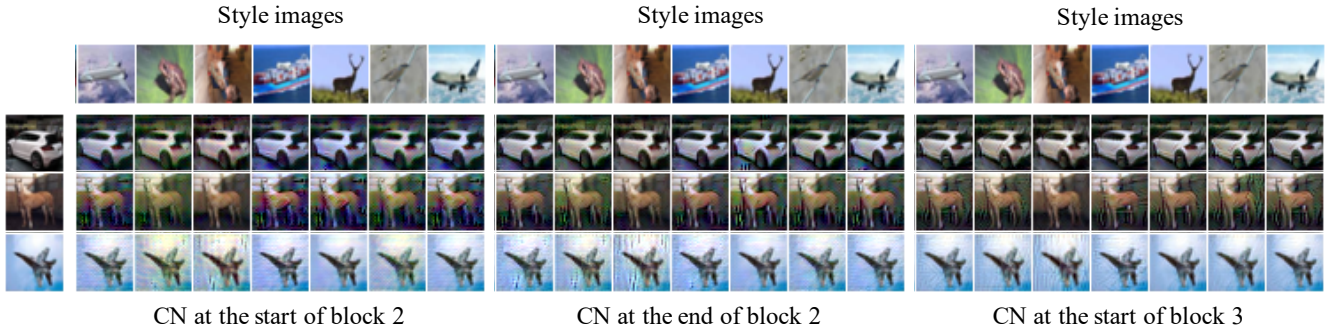 Style images
Style images
Style images
CN at the start of block 2
CN at the end of block 2
CN at the start of block 3